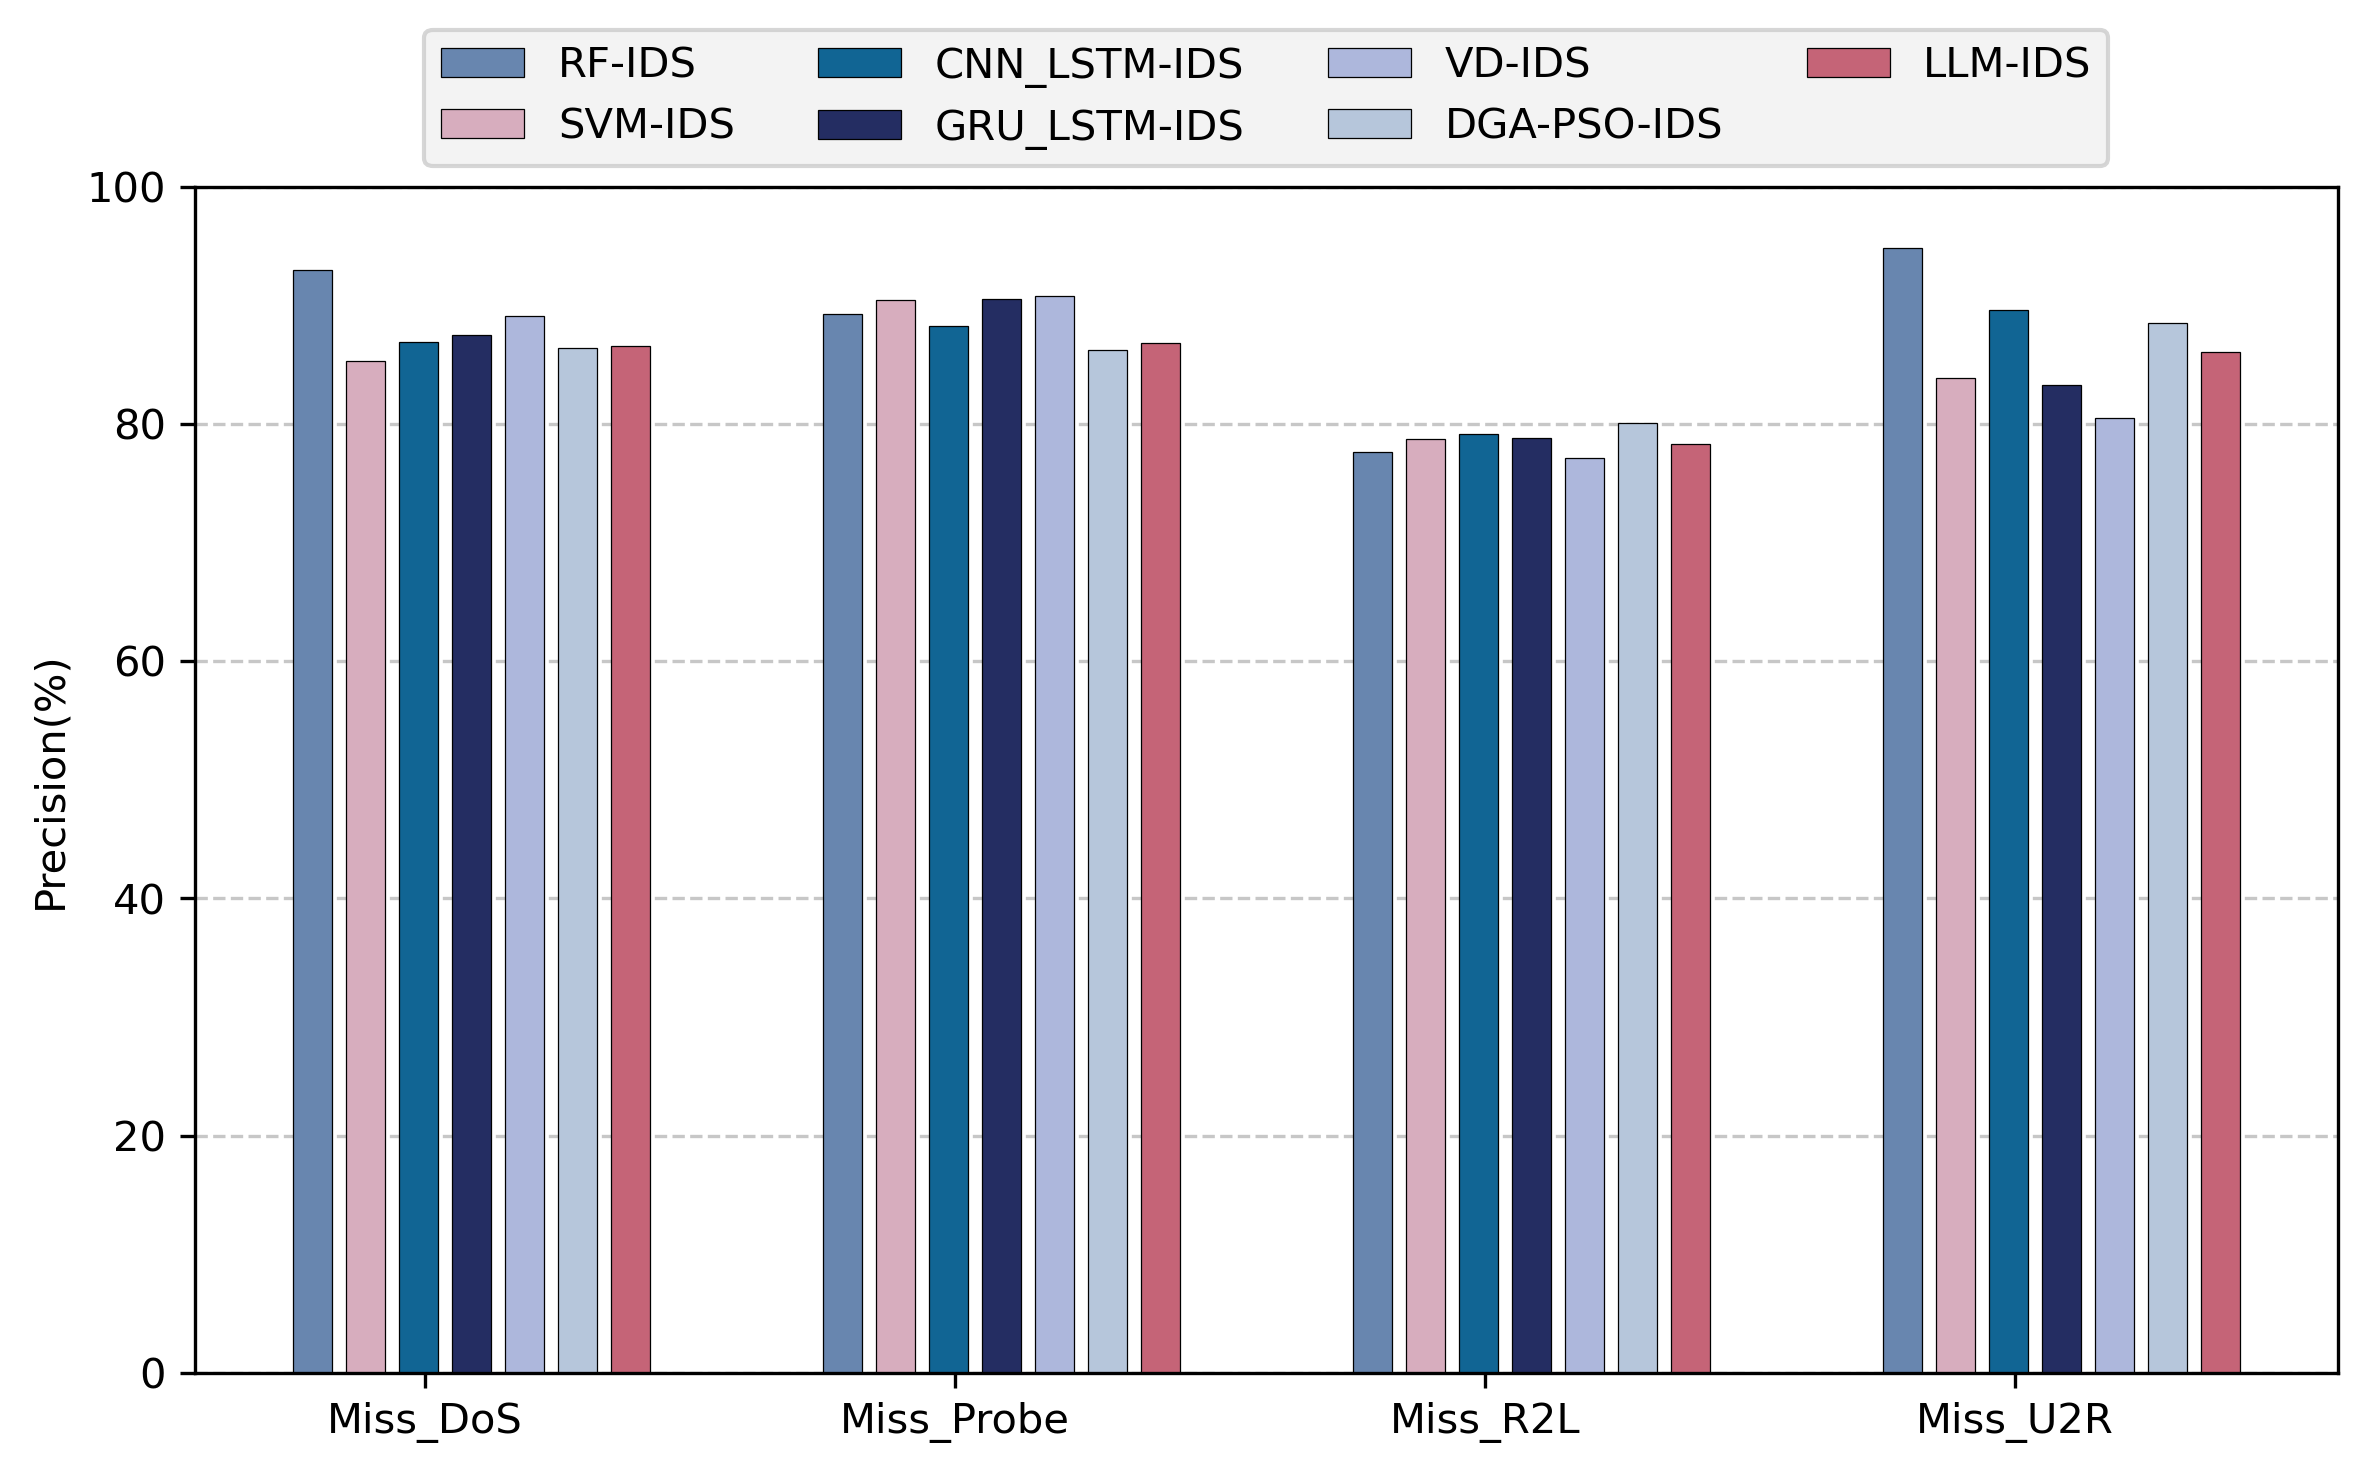 RF-IDS CNN_LSTM-IDS VD-IDS LLM-IDS
SVM-IDS GRU_LSTM-IDS DGA-PSO-IDS
100
80
60
40
20
0
Precision(%)
Miss_DoS Miss_Probe Miss_R2L Miss_U2R